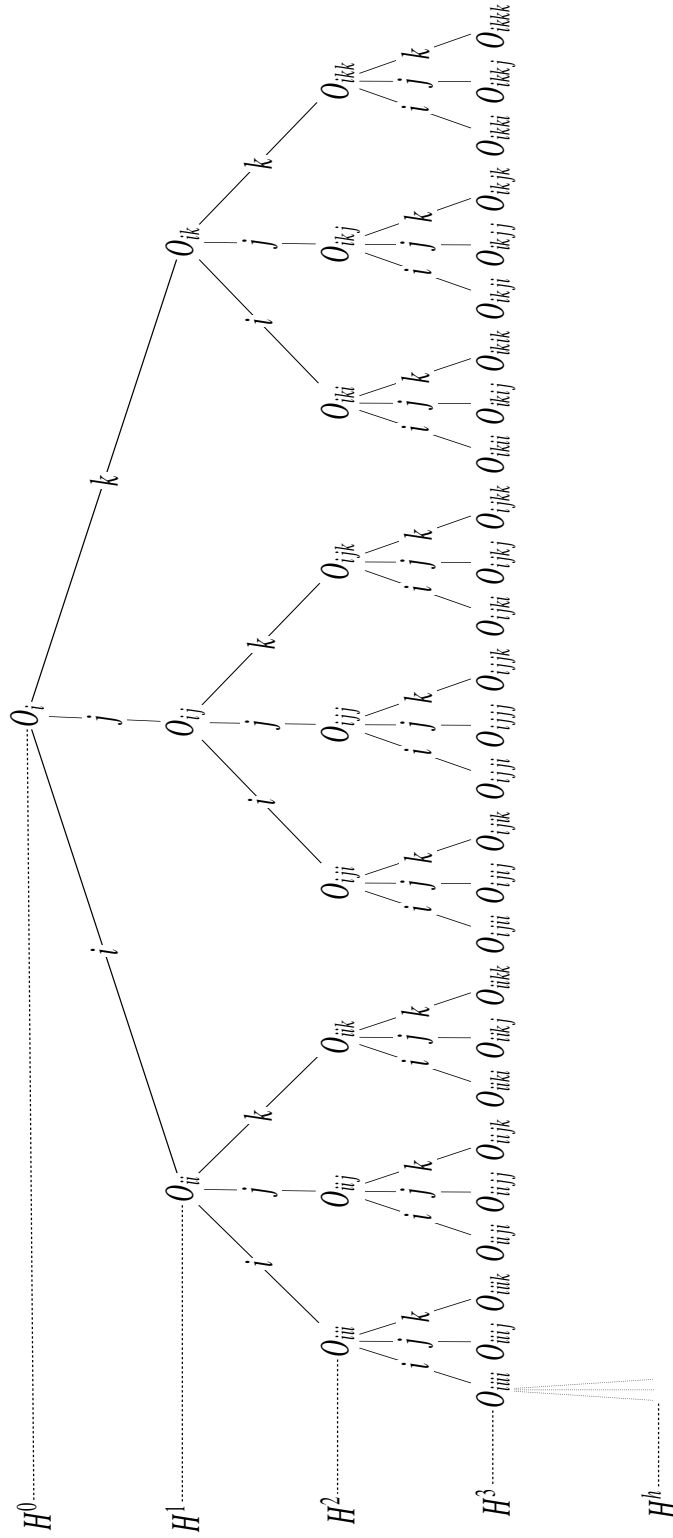 H^0 O_i
i j k
H^1 O_ii O_ij O_ik
i j k i j k i j k
H^2 O_iii O_iij O_iik O_iji O_ijj O_ijk O_iki O_ikj O_ikk
i j k i j k i j k i j k i j k i j k i j k i j k i j k
H^3 O_iiii O_iiij O_iiik O_iiji O_iijj O_iijk O_iiki O_iikj O_iikk O_ijii O_ijij O_ijik O_ijji O_ijjj O_ijjk O_ijki O_ijkj O_ijkk O_ikii O_ikij O_ikik O_ikji O_ikjj O_ikjk O_ikki O_ikkj O_ikkk
H^h